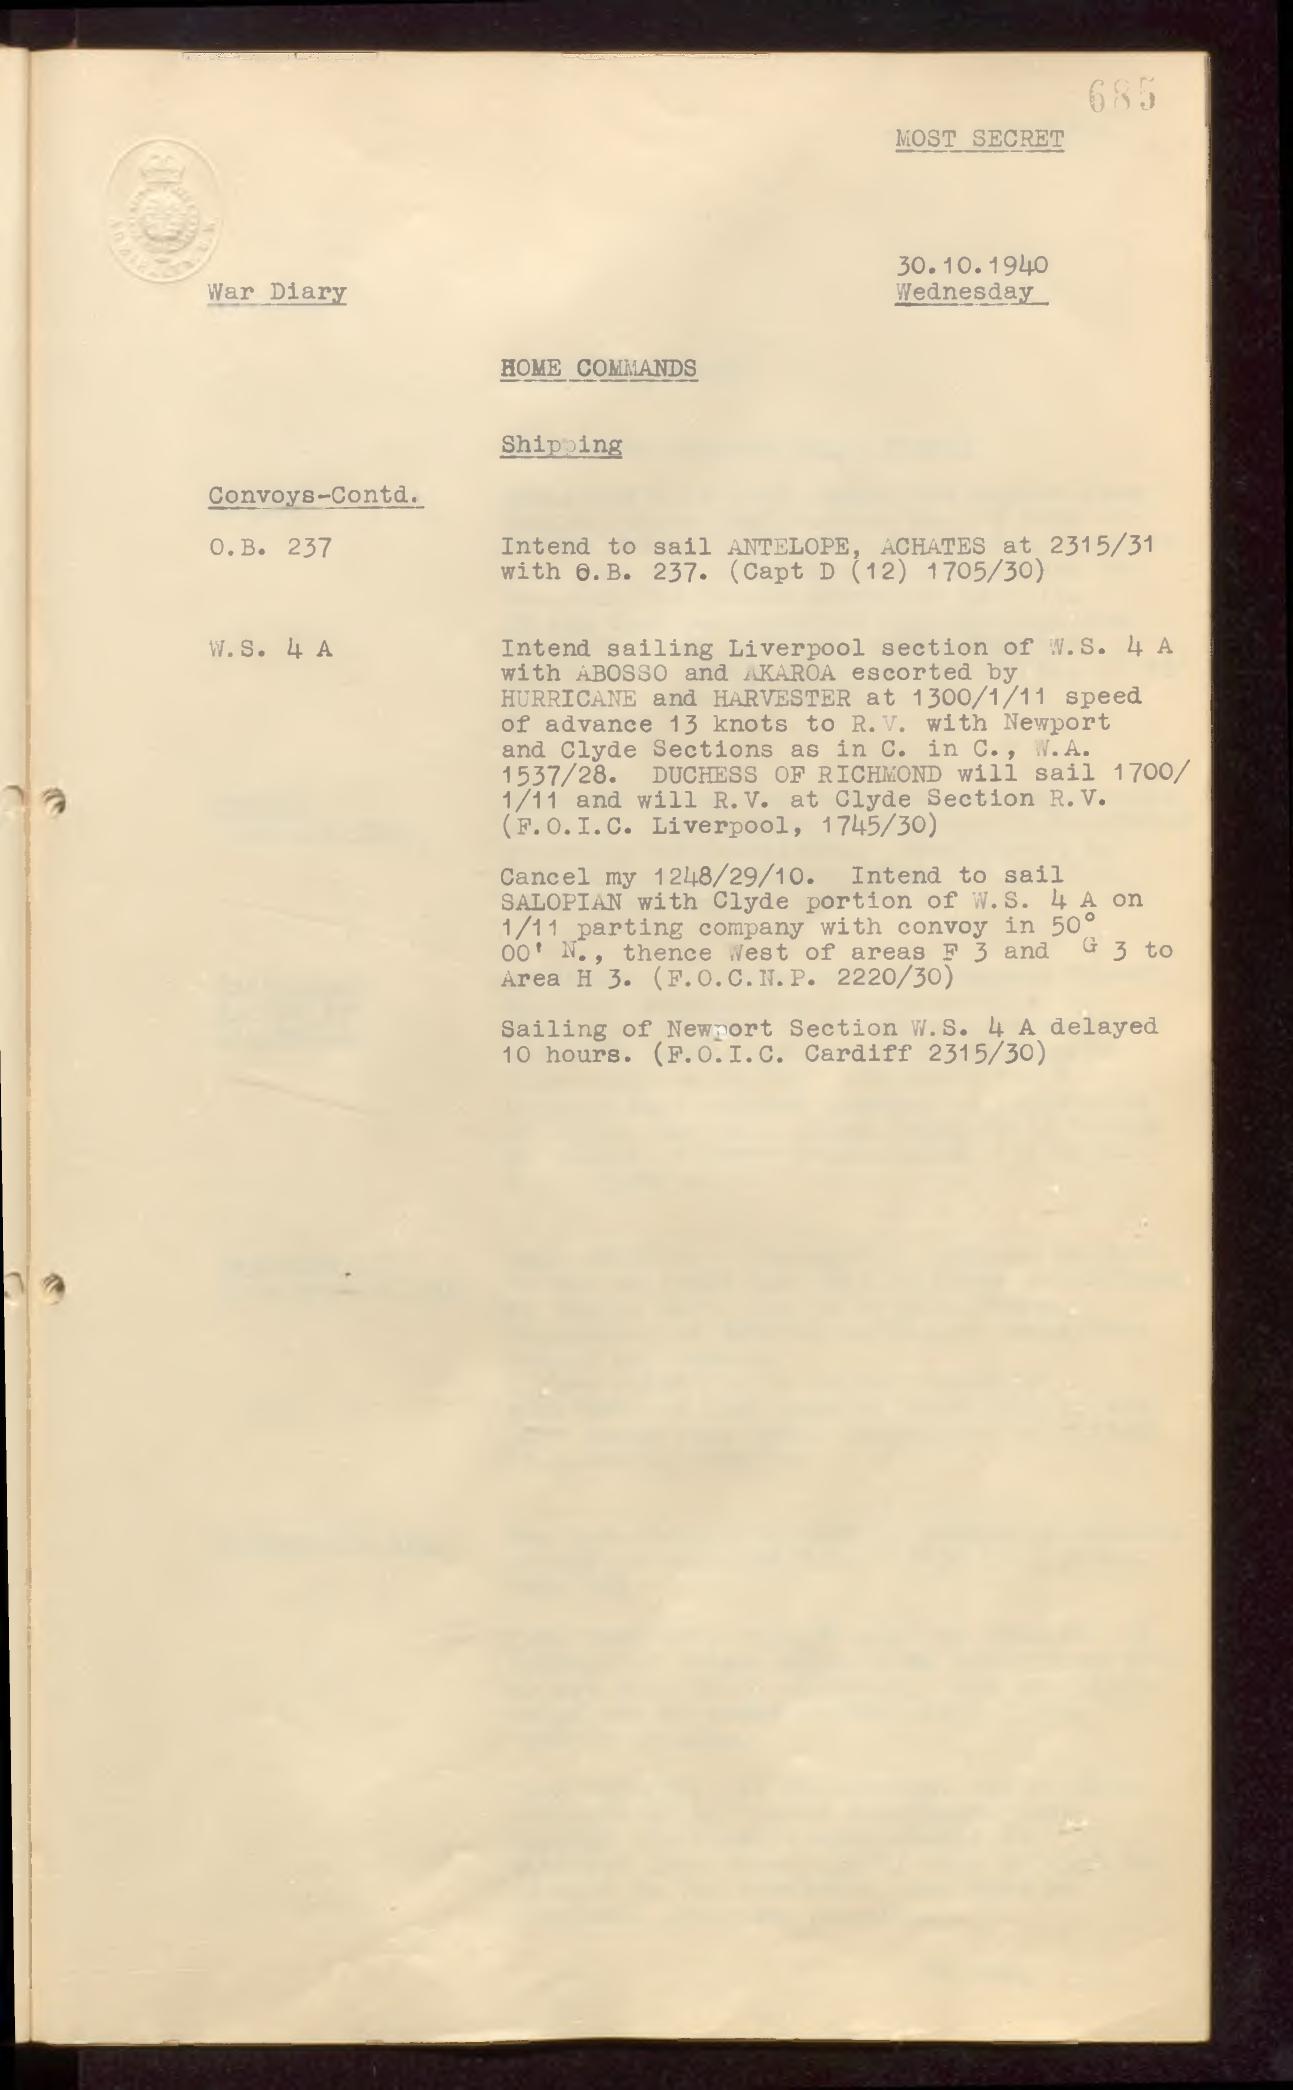 685
MOST SECRET
30.10.1940
War Diary Wednesday
HOME COMMANDS
Shipping
Convoys-Contd.
O.B. 237 Intend to sail ANTELOPE, ACHATES at 2315/31
with O.B. 237. (Capt D (12) 1705/30)
W.S. 4 A Intend sailing Liverpool section of W.S. 4 A
with ABOSSO and AKAROA escorted by
HURRICANE and HARVESTER at 1300/1/11 speed
of advance 13 knots to R.V. with Newport
and Clyde Sections as in C. in C., W.A.
1537/28. DUCHESS OF RICHMOND will sail 1700/
1/11 and will R.V. at Clyde Section R.V.
(F.O.I.C. Liverpool, 1745/30)
Cancel my 1248/29/10. Intend to sail
SALOPIAN with Clyde portion of W.S. 4 A on
1/11 parting company with convoy in 50°
00' N., thence West of areas F 3 and G 3 to
Area H 3. (F.O.C.N.P. 2220/30)
Sailing of Newport Section W.S. 4 A delayed
10 hours. (F.O.I.C. Cardiff 2315/30)